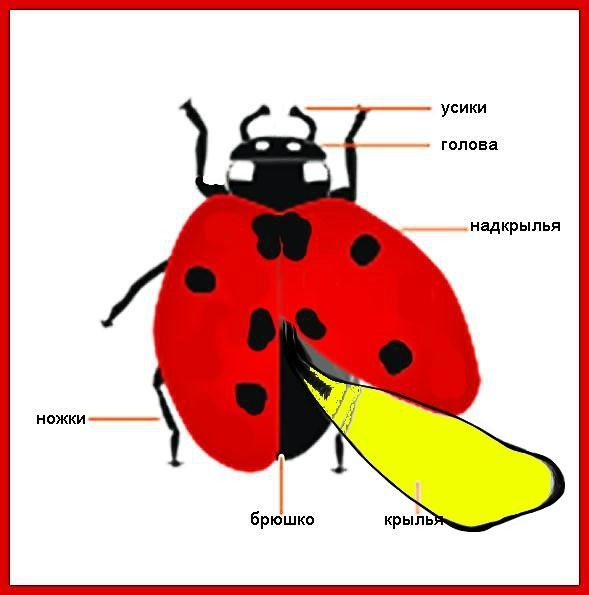 усики
голова
надкрылья
ножки
брюшко
крылья